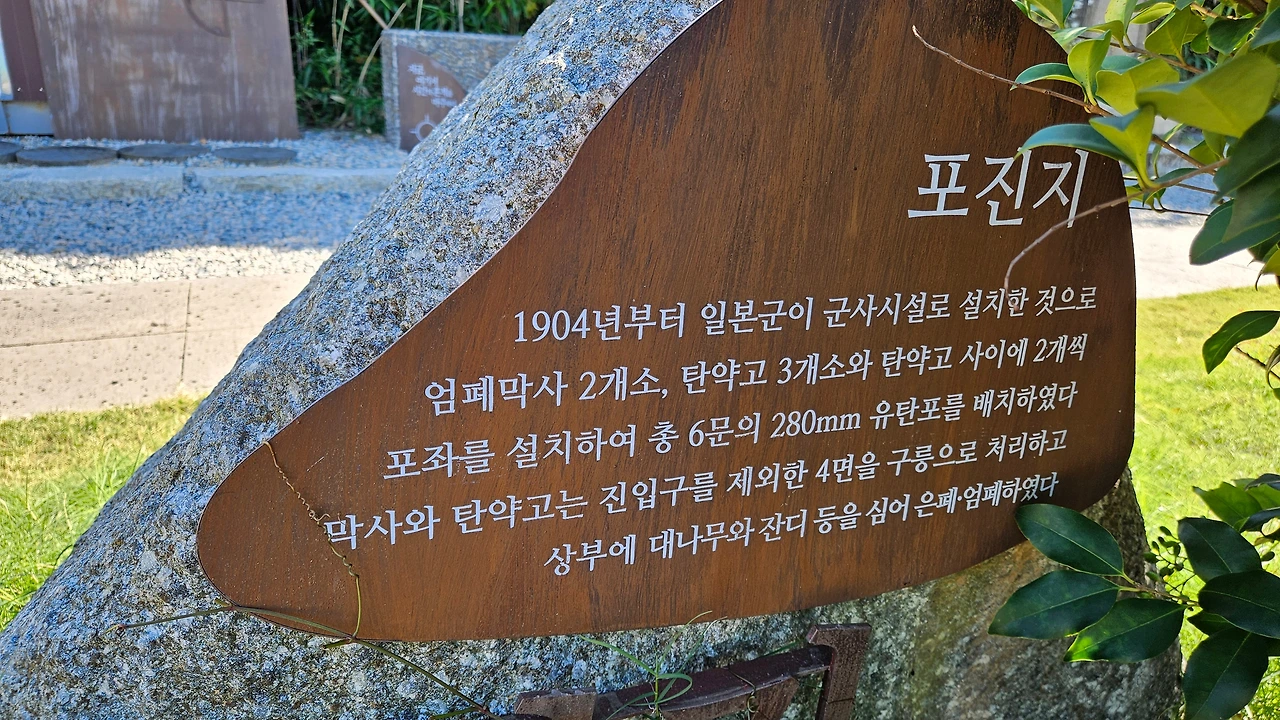 포진지
1904년부터 일본군이 군사시설로 설치한 것으로
엄폐막사 2개소, 탄약고 3개소와 탄약고 사이에 2개씩
포좌를 설치하여 총 6문의 280mm 유탄포를 배치하였다
막사와 탄약고는 진입구를 제외한 4면을 구릉으로 처리하고
상부에 대나무와 잔디 등을 심어 은폐·엄폐하였다